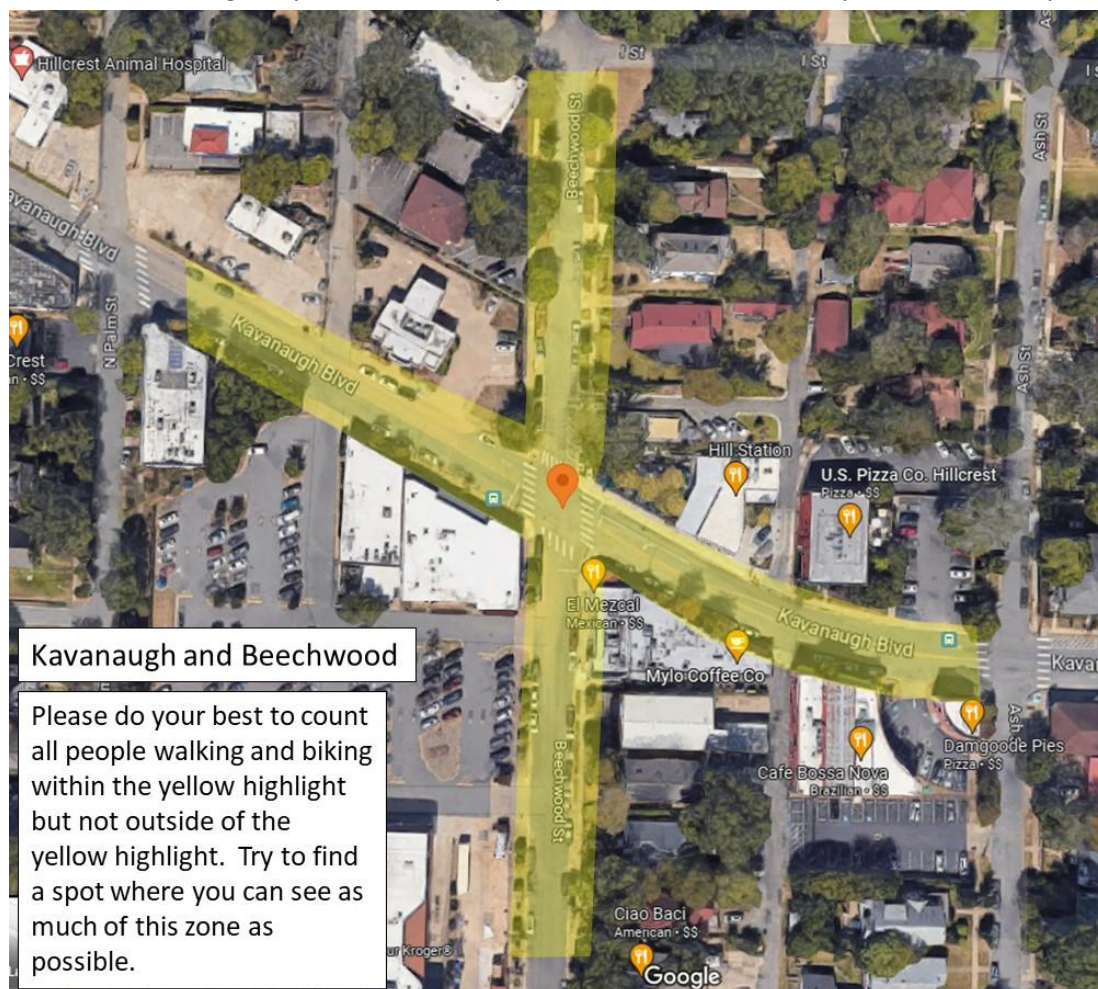 Hillcrest Animal Hospital
I St
I St
Beechwood St
Ash St
Kavanaugh Blvd
N Palm St
Crest
Kavanaugh Blvd
Ash St
Hill Station
U.S. Pizza Co. Hillcrest
Pizza • $$
El Mezcal
Mexican • $$
Kavanaugh Blvd
Mylo Coffee Co
Kavanaugh and Beechwood
Please do your best to count
all people walking and biking
within the yellow highlight
but not outside of the
yellow highlight. Try to find
a spot where you can see as
much of this zone as
possible.
Beechwood St
Damgoode Pies
Pizza • $$
Cafe Bossa Nova
Brazilian • $$
Ciao Baci
American • $$
Kroger®
Google